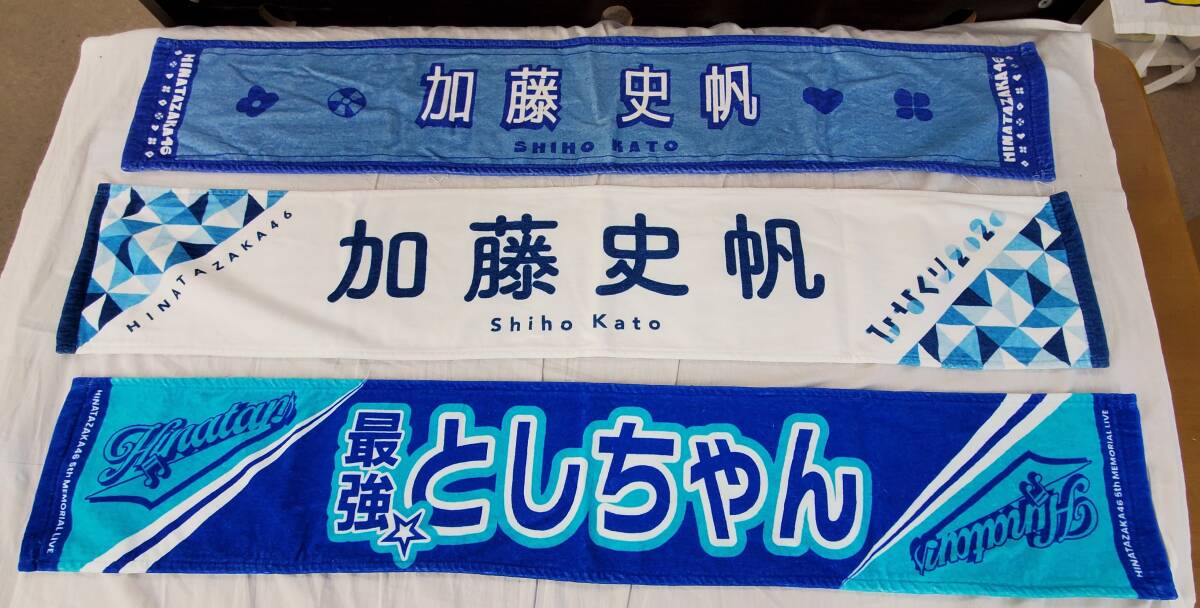 HINATAZAKA46
加藤史帆
SHIHO KATO
HINATAZAKA46
HINATAZAKA46
加藤史帆
Shiho Kato
ひなくり2020
HINATAZAKA46 5th MEMORIAL LIVE
Hinatan
最強
☆としちゃん
Hinatan
HINATAZAKA46 5th MEMORIAL LIVE